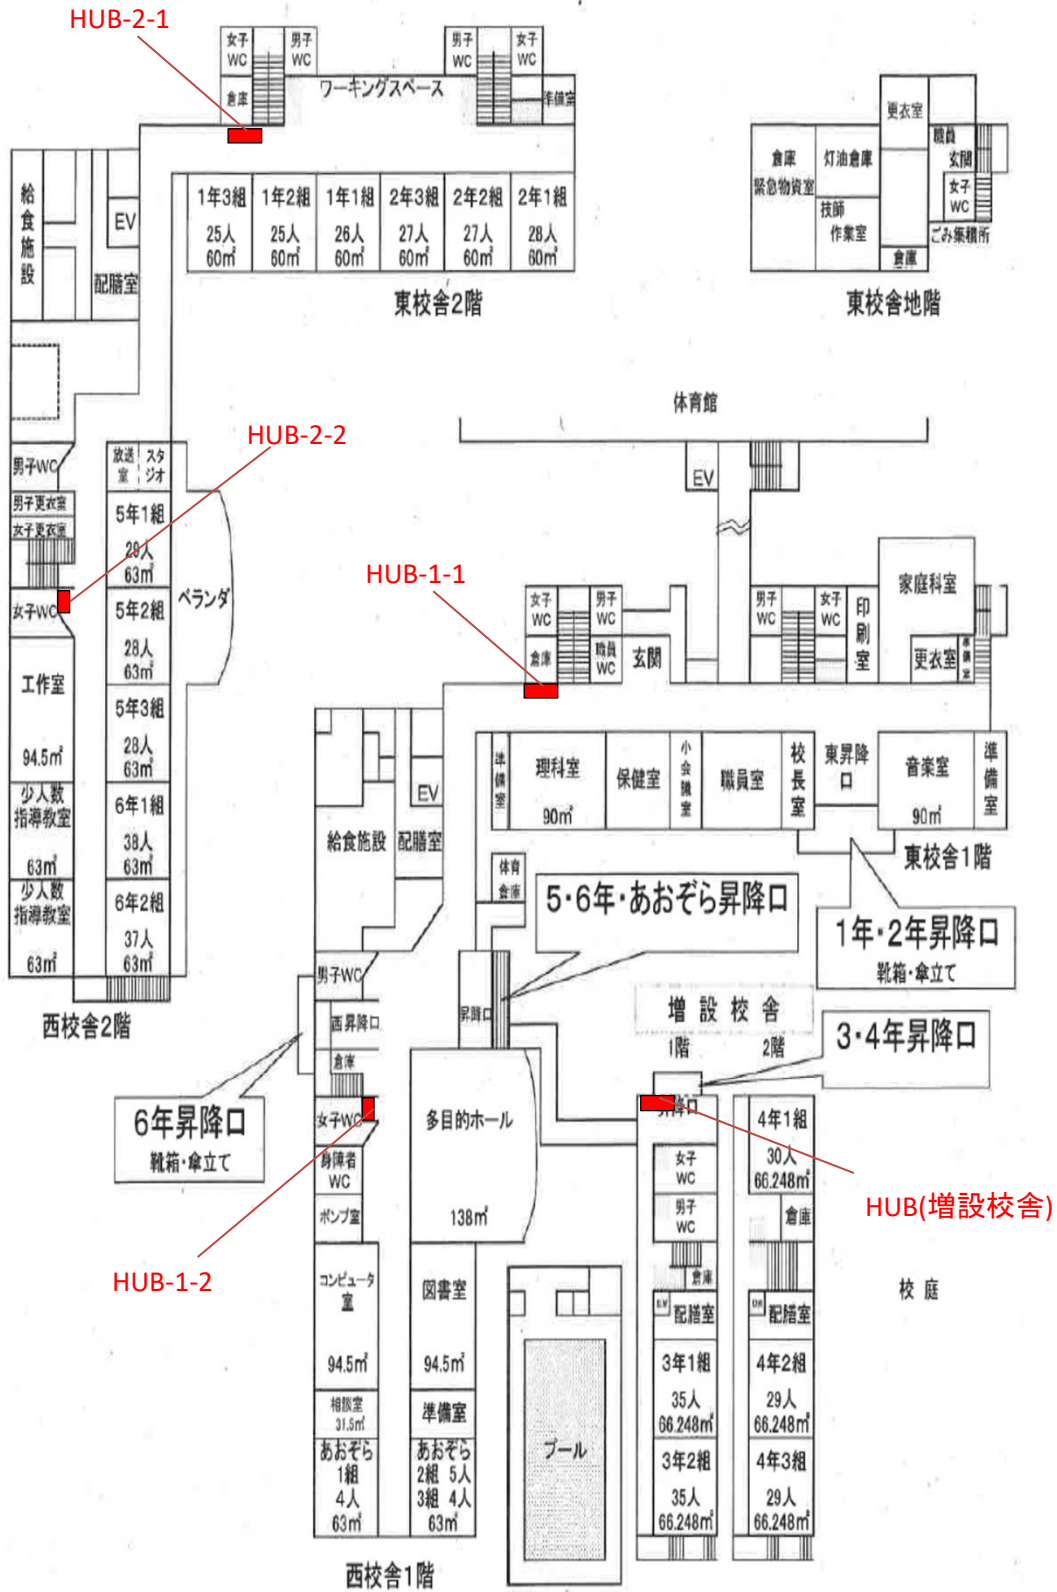 HUB-2-1
女子
WC
男子
WC
男子
WC
女子
WC
倉庫
ワーキングスペース
準備室
給食施設
EV
配膳室
1年3組
25人
60㎡
1年2組
25人
60㎡
1年1組
26人
60㎡
2年3組
27人
60㎡
2年2組
27人
60㎡
2年1組
28人
60㎡
東校舎2階
更衣室
倉庫
緊急物資室
灯油倉庫
技師
作業室
職員
玄関
女子
WC
ごみ集積所
倉庫
東校舎地階
体育館
EV
HUB-2-2
男子WC
男子更衣室
女子更衣室
女子WC
工作室
94.5㎡
少人数
指導教室
63㎡
少人数
指導教室
63㎡
放送室
スタジオ
5年1組
29人
63㎡
5年2組
28人
63㎡
5年3組
28人
63㎡
6年1組
38人
63㎡
6年2組
37人
63㎡
ベランダ
西校舎2階
HUB-1-1
女子
WC
男子
WC
倉庫
職員
WC
玄関
男子
WC
女子
WC
印刷室
家庭科室
更衣室
準備室
準備室
理科室
90㎡
保健室
小会議室
職員室
校長室
東昇降口
音楽室
90㎡
準備室
東校舎1階
給食施設
EV
配膳室
体育
倉庫
5・6年・あおぞら昇降口
1年・2年昇降口
靴箱・傘立て
3・4年昇降口
6年昇降口
靴箱・傘立て
男子WC
西昇降口
倉庫
女子WC
身障者
WC
ポンプ室
昇降口
多目的ホール
138㎡
HUB-1-2
コンピュータ
室
94.5㎡
図書室
94.5㎡
相談室
31.5㎡
準備室
あおぞら
1組
4人
63㎡
あおぞら
2組 5人
3組 4人
63㎡
西校舎1階
プール
増設校舎
1階
2階
昇降口
女子
WC
男子
WC
倉庫
配膳室
3年1組
35人
66.248㎡
3年2組
35人
66.248㎡
4年1組
30人
66.248㎡
倉庫
配膳室
4年2組
29人
66.248㎡
4年3組
29人
66.248㎡
HUB(増設校舎)
校庭